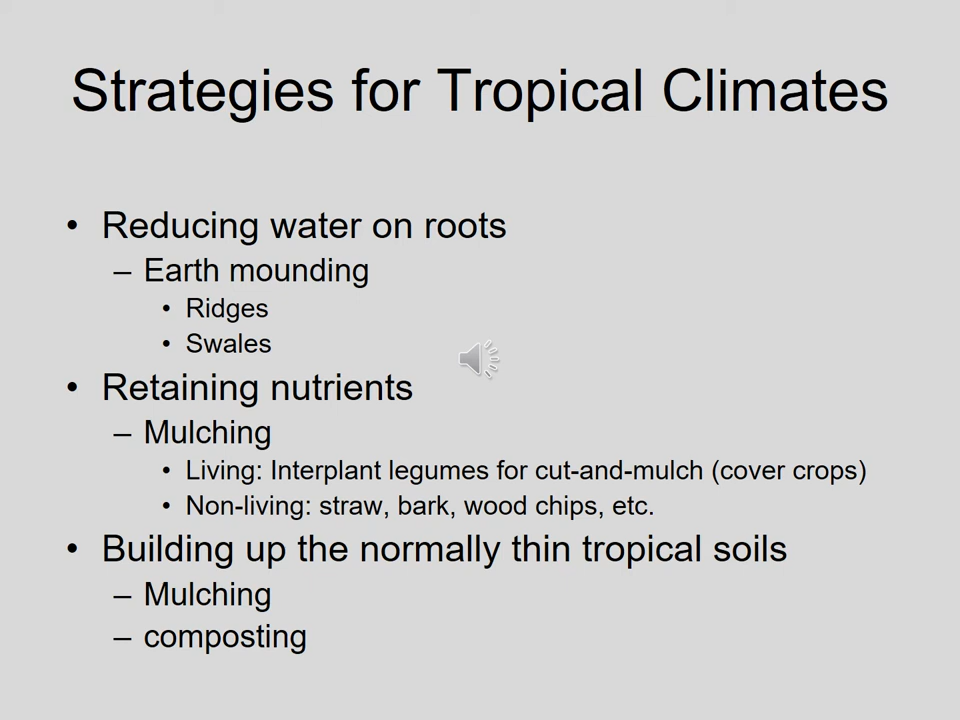 Strategies for Tropical Climates
• Reducing water on roots
– Earth mounding
• Ridges
• Swales
• Retaining nutrients
– Mulching
• Living: Interplant legumes for cut-and-mulch (cover crops)
• Non-living: straw, bark, wood chips, etc.
• Building up the normally thin tropical soils
– Mulching
– composting